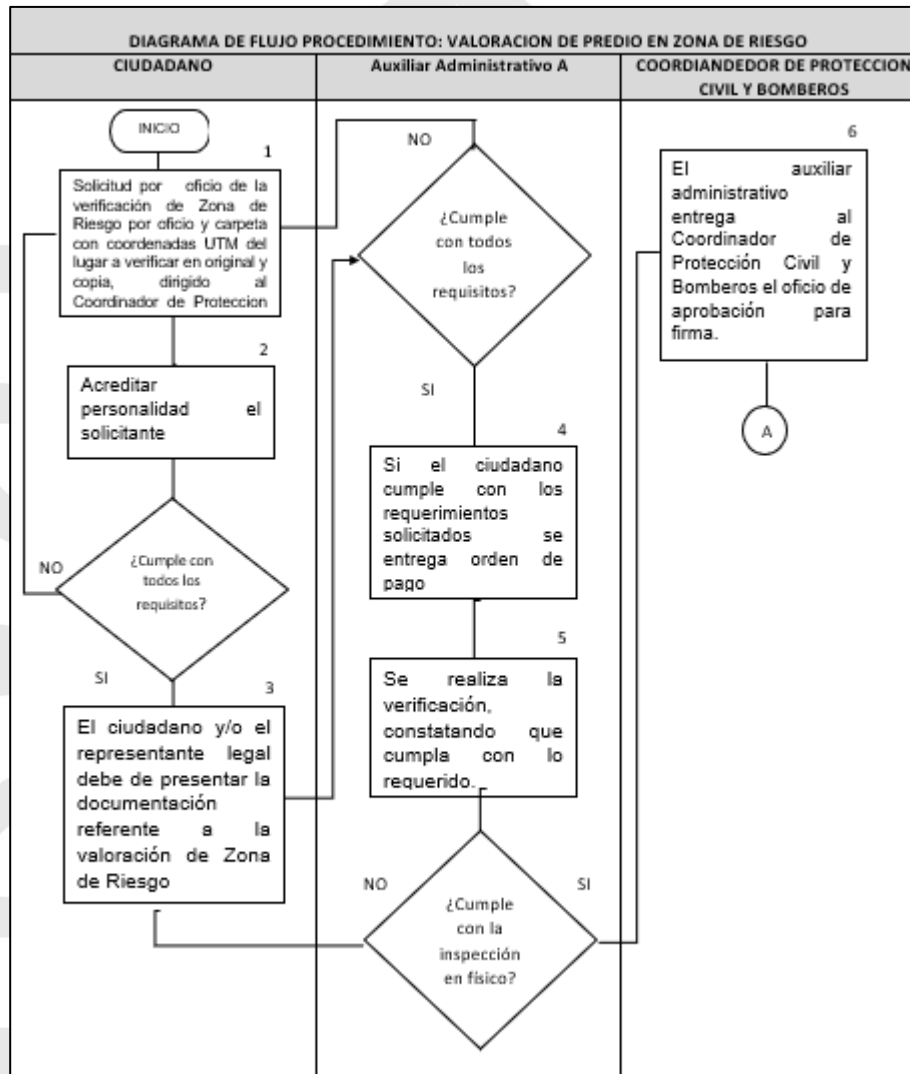 DIAGRAMA DE FLUJO PROCEDIMIENTO: VALORACION DE PREDIO EN ZONA DE RIESGO
CIUDADANO
Auxiliar Administrativo A
COORDIANDEDOR DE PROTECCION
CIVIL Y BOMBEROS
INICIO
1
Solicitud por oficio de la
verificación de Zona de
Riesgo por oficio y carpeta
con coordenadas UTM del
lugar a verificar en original y
copia, dirigido al
Coordinador de Proteccion
2
Acreditar
personalidad el
solicitante
¿Cumple con
todos los
requisitos?
NO
SI
3
El ciudadano y/o el
representante legal
debe de presentar la
documentación
referente a la
valoración de Zona
de Riesgo
NO
¿Cumple
con todos
los
requisitos?
SI
4
Si el ciudadano
cumple con los
requerimientos
solicitados se
entrega orden de
pago
5
Se realiza la
verificación,
constatando que
cumpla con lo
requerido.
NO
SI
¿Cumple
con la
inspección
en físico?
6
El auxiliar
administrativo
entrega al
Coordinador de
Protección Civil y
Bomberos el oficio de
aprobación para
firma.
A